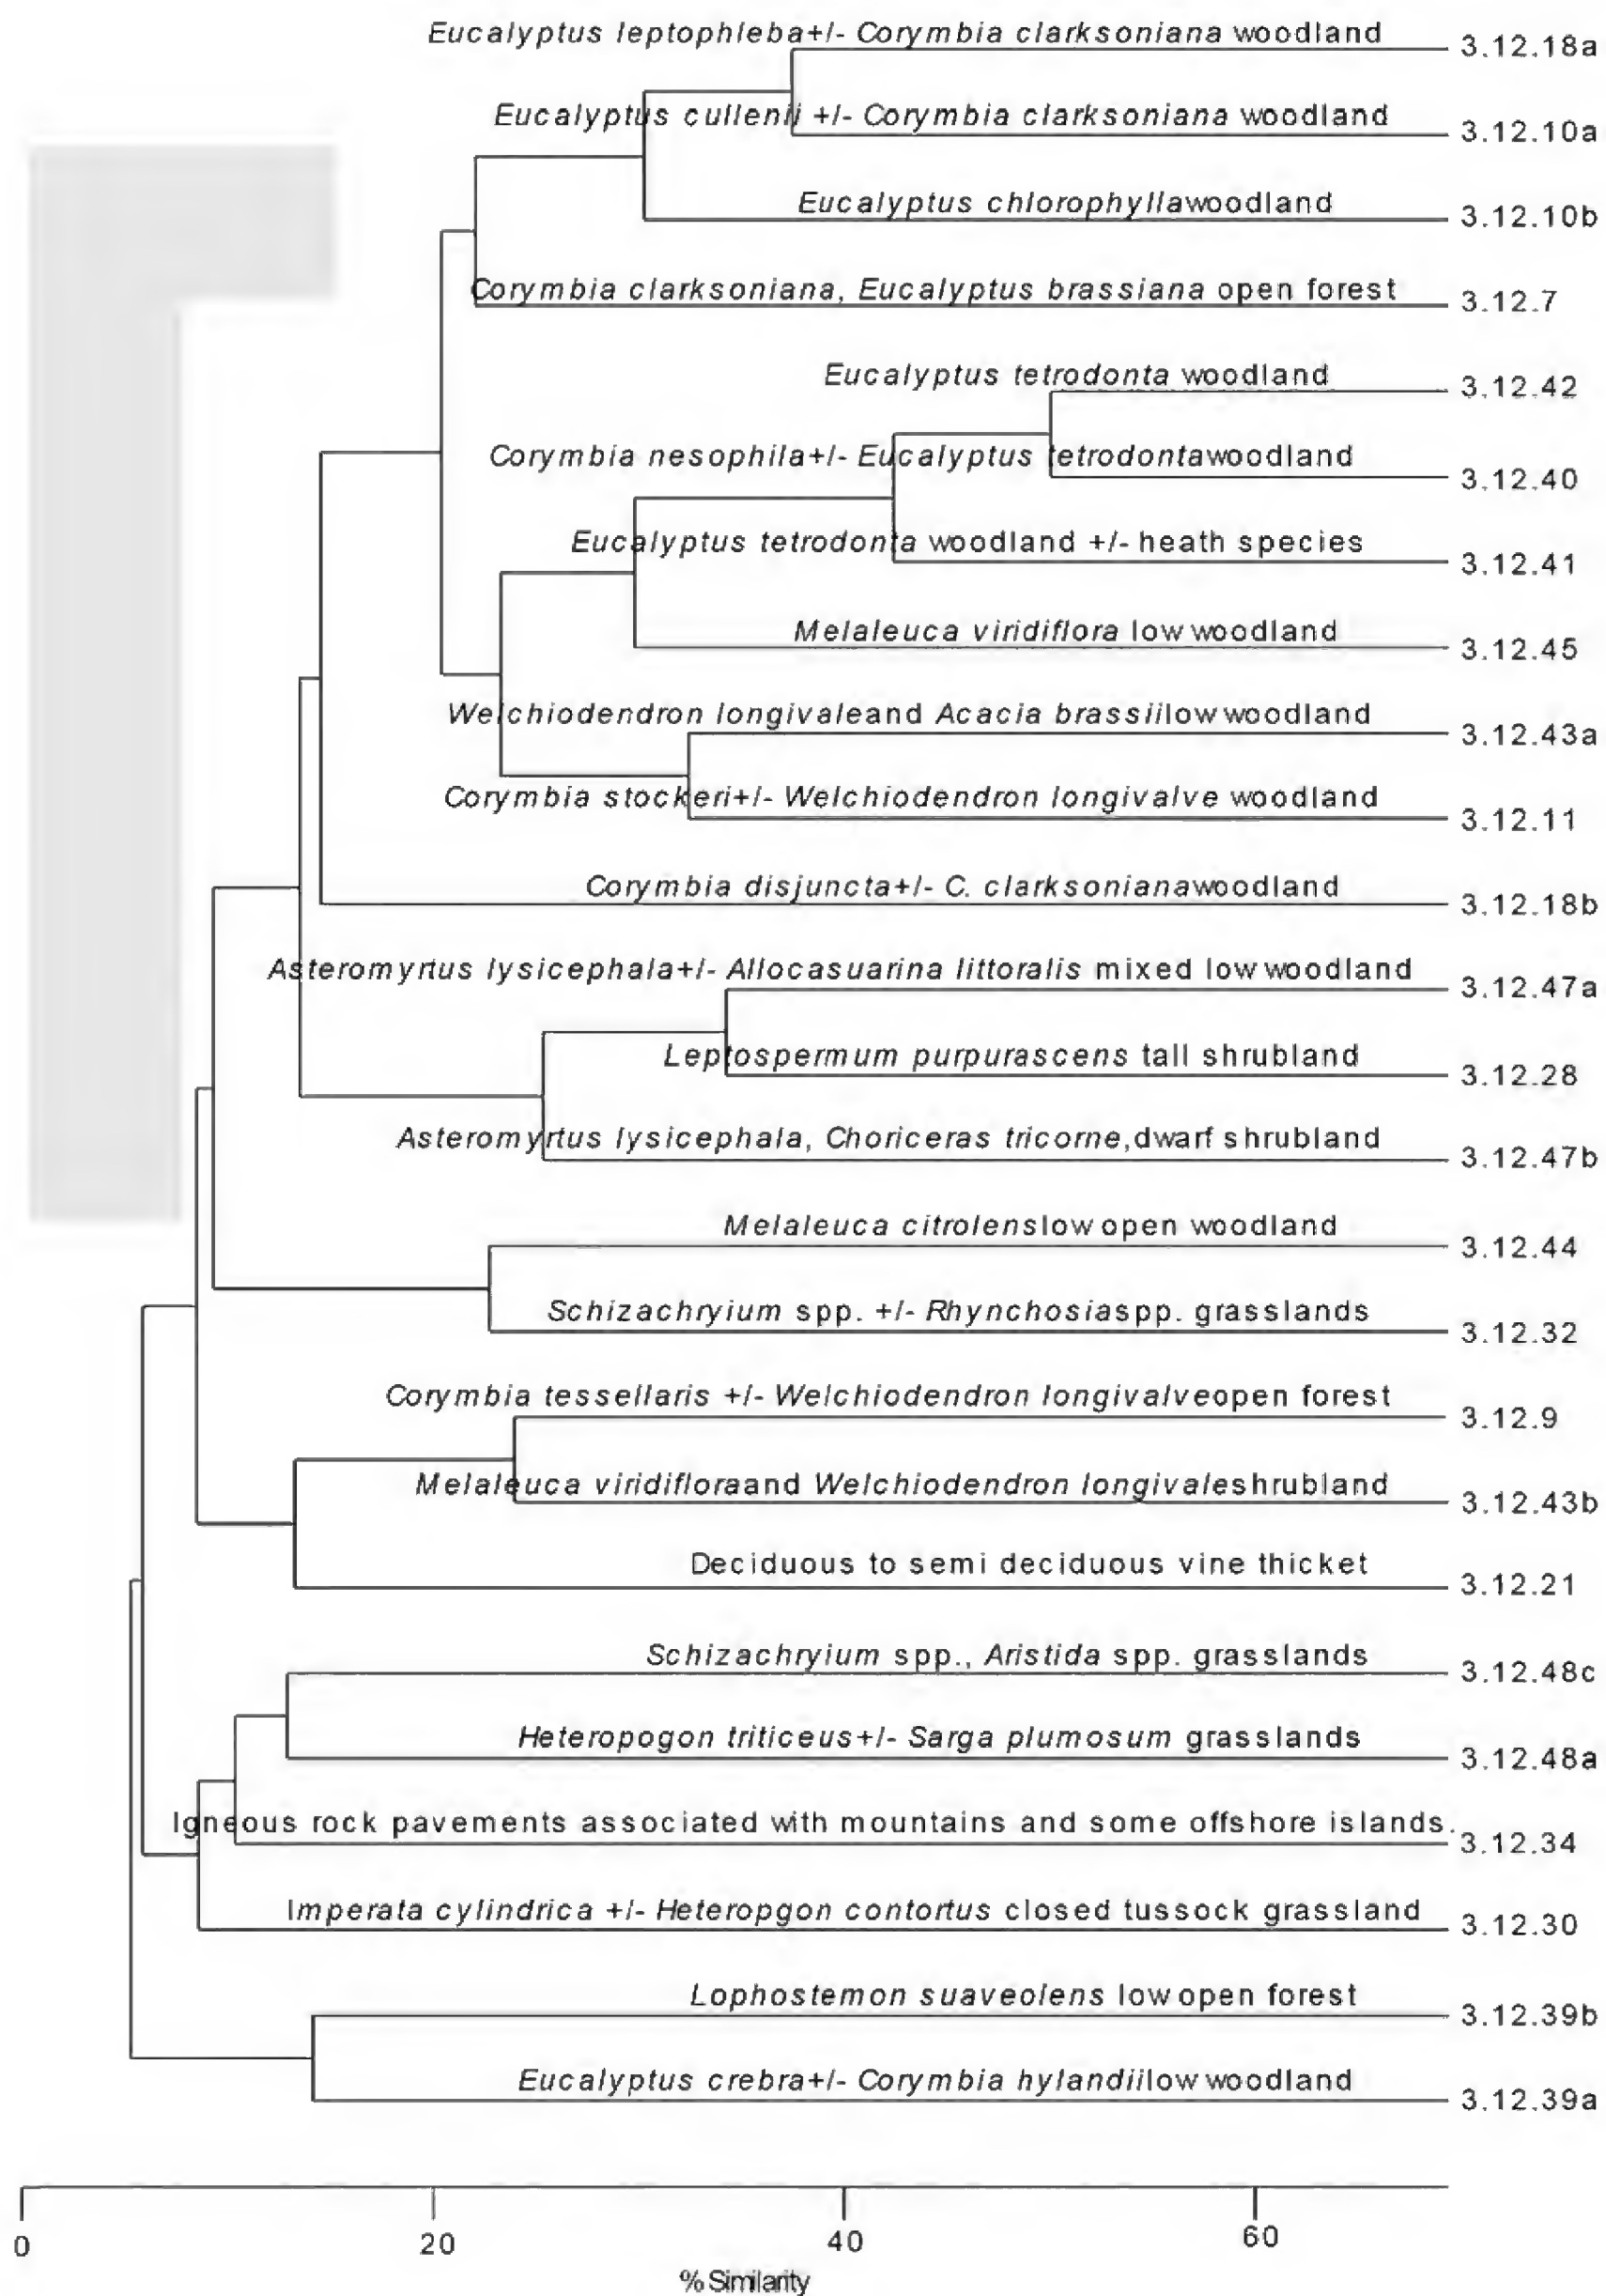 Eucalyptus leptophleba+/- Corymbia clarksoniana woodland 3.12.18a
Eucalyptus cullenii +/- Corymbia clarksoniana woodland 3.12.10a
Eucalyptus chlorophyllawoodland 3.12.10b
Corymbia clarksoniana, Eucalyptus brassiana open forest 3.12.7
Eucalyptus tetrodonta woodland 3.12.42
Corymbia nesophila+/- Eucalyptus tetrodontawoodland 3.12.40
Eucalyptus tetrodonta woodland +/- heath species 3.12.41
Melaleuca viridiflora low woodland 3.12.45
Welchiodendron longivaleand Acacia brassiilow woodland 3.12.43a
Corymbia stockeri+/- Welchiodendron longivalve woodland 3.12.11
Corymbia disjuncta+/- C. clarksonianawoodland 3.12.18b
Asteromyrtus lysicephala+/- Allocasuarina littoralis mixed low woodland 3.12.47a
Leptospermum purpurascens tall shrubland 3.12.28
Asteromyrtus lysicephala, Choriceras tricorne,dwarf shrubland 3.12.47b
Melaleuca citrolenslow open woodland 3.12.44
Schizachryium spp. +/- Rhynchosiaspp. grasslands 3.12.32
Corymbia tessellaris +/- Welchiodendron longivalveopen forest 3.12.9
Melaleuca viridifloraand Welchiodendron longivaleshrubland 3.12.43b
Deciduous to semi deciduous vine thicket 3.12.21
Schizachryium spp., Aristida spp. grasslands 3.12.48c
Heteropogon triticeus+/- Sarga plumosum grasslands 3.12.48a
Igneous rock pavements associated with mountains and some offshore islands. 3.12.34
Imperata cylindrica +/- Heteropgon contortus closed tussock grassland 3.12.30
Lophostemon suaveolens low open forest 3.12.39b
Eucalyptus crebra+/- Corymbia hylandiilow woodland 3.12.39a
0 20 40 60
% Similarity